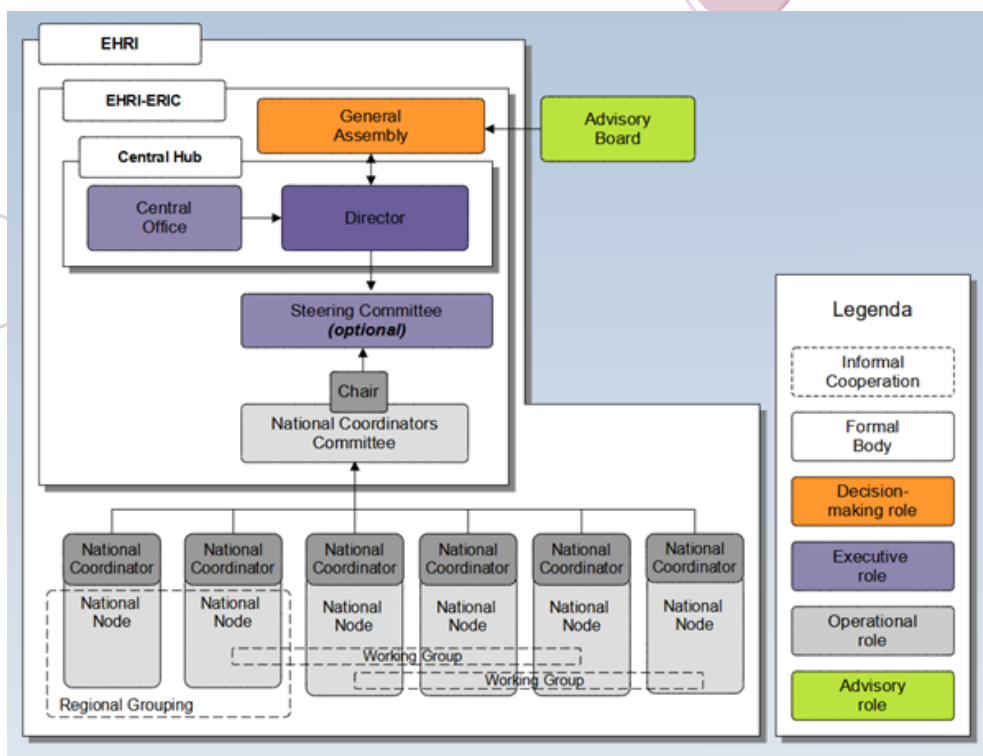 EHRI
EHRI-ERIC
General
Assembly
Advisory
Board
Central Hub
Central
Office
Director
Steering Committee
(optional)
Chair
National Coordinators
Committee
National
Coordinator
National
Coordinator
National
Coordinator
National
Coordinator
National
Coordinator
National
Coordinator
National
Node
National
Node
National
Node
National
Node
National
Node
National
Node
Working Group
Working Group
Regional Grouping
Legenda
Informal
Cooperation
Formal
Body
Decision-
making role
Executive
role
Operational
role
Advisory
role